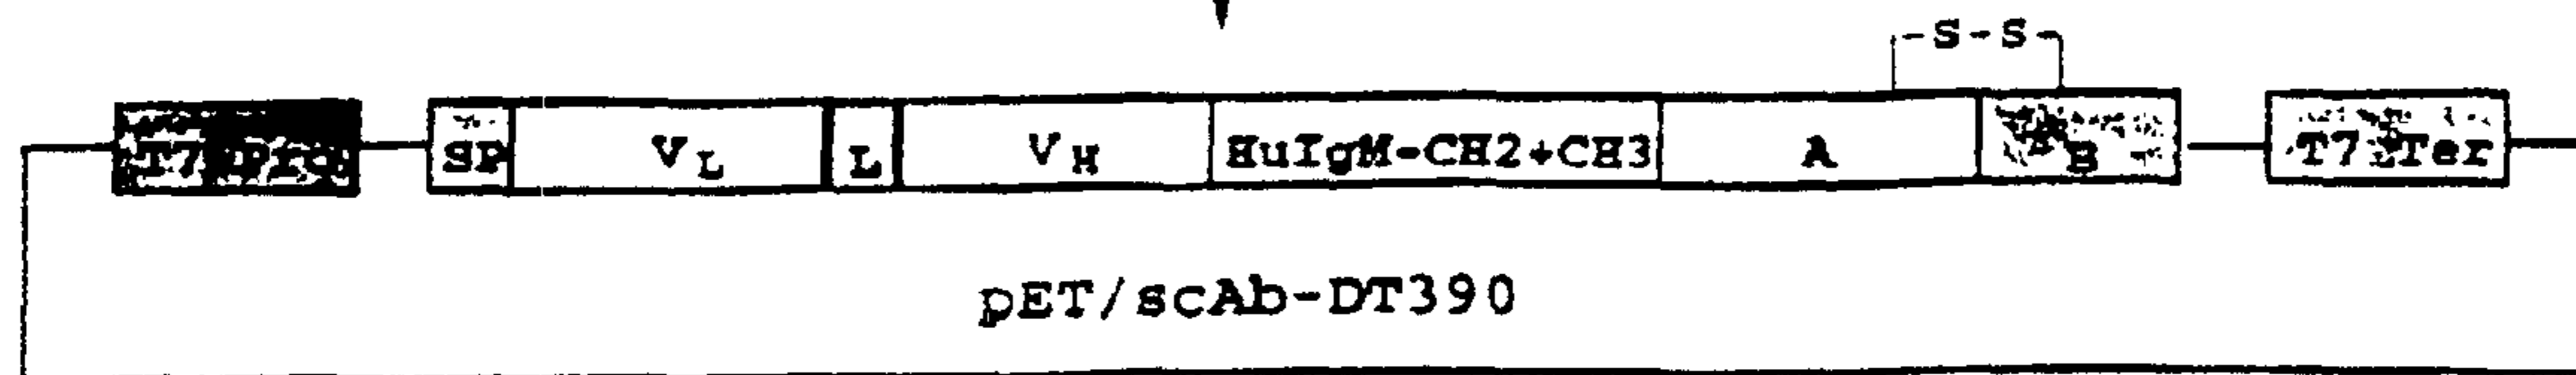 S-S
T7 Pro SP VL L VH HuIgM-CH2+CH3 A B T7 Ter
pET/scAb-DT390